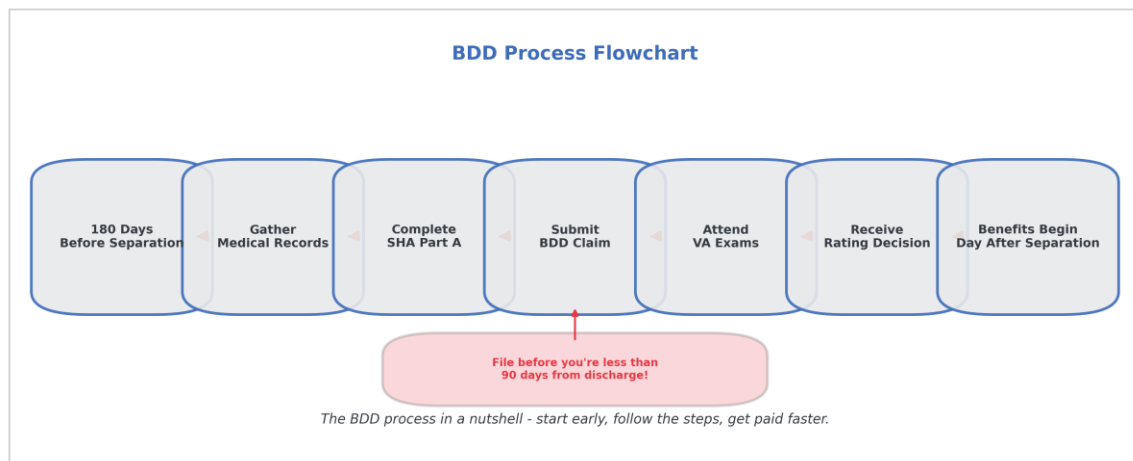 BDD Process Flowchart
180 Days
Before Separation
Gather
Medical Records
Complete
SHA Part A
Submit
BDD Claim
Attend
VA Exams
Receive
Rating Decision
Benefits Begin
Day After Separation
File before you're less than
90 days from discharge!
The BDD process in a nutshell - start early, follow the steps, get paid faster.